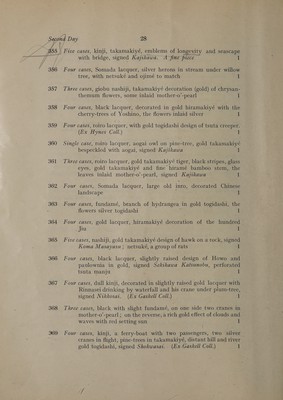 Second Day 28
355 Five cases, kinji, takamakiyé, emblems of longevity and seascape
with bridge, signed Kajikawa. A fine piece 1
356 Four cases, Somada lacquer, silver herons in stream under willow
tree, with netsuké and ojimé to match 1
357 Three cases, giobu nashiji, takamakiyé decoration (gold) of chrysan-
themum flowers, some inlaid mother-o'-pearl 1
358 Four cases, black lacquer, decorated in gold hiramakiyé with the
cherry-trees of Yoshino, the flowers inlaid silver 1
359 Four cases, roiro lacquer, with gold togidashi design of tsuta creeper.
(Ex Hynes Coll.) 1
360 Single case, roiro lacquer, aogai owl on pine-tree, gold takamakiyé
bespeckled with aogai, signed Kajikawa 1
361 Three cases, roiro lacquer, gold takamakiyé tiger, black stripes, glass
eyes, gold takamakiyé and fine hiramé bamboo stem, the
leaves inlaid mother-o'-pearl, signed Kajikawa 1
362 Four cases, Somada lacquer, large old inro, decorated Chinese
landscape 1
363 Four cases, fundamé, branch of hydrangea in gold togidashi, the
flowers silver togidashi 1
364 Four cases, gold lacquer, hiramakiyé decoration of the hundred
Jiu 1
365 Five cases, nashiji, gold takamakiyé design of hawk on a rock, signed
Koma Masayasu; netsuké, a group of rats 1
366 Four cases, black lacquer, slightly raised design of Howo and
paulownia in gold, signed Sekikawa Katsunobu, perforated
tsuta manju 1
367 Four cases, dull kinji, decorated in slightly raised gold lacquer with
Rinnasei drinking by waterfall and his crane under plum-tree,
signed Nikkosai. (Ex Gaskell Coll.) 1
368 Three cases, black with slight fundamé, on one side two cranes in
mother-o'-pearl; on the reverse, a rich gold effect of clouds and
waves with red setting sun 1
369 Four cases, kinji, a ferry-boat with two passengers, two silver
cranes in flight, pine-trees in takamakiyé, distant hill and river
gold togidashi, signed Shokwasai. (Ex Gaskell Coll.) 1